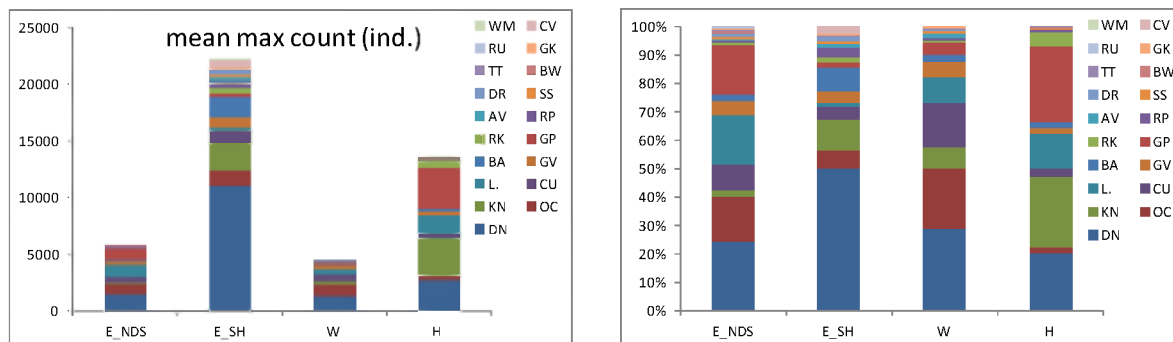 mean max count (ind.)
25000
20000
15000
10000
5000
0
E_NDS E_SH W H
WM CV
RU GK
TT BW
DR SS
AV RP
RK GP
BA GV
L. CU
KN OC
DN
100%
90%
80%
70%
60%
50%
40%
30%
20%
10%
0%
E_NDS E_SH W H
WM CV
RU GK
TT BW
DR SS
AV RP
RK GP
BA GV
L. CU
KN OC
DN